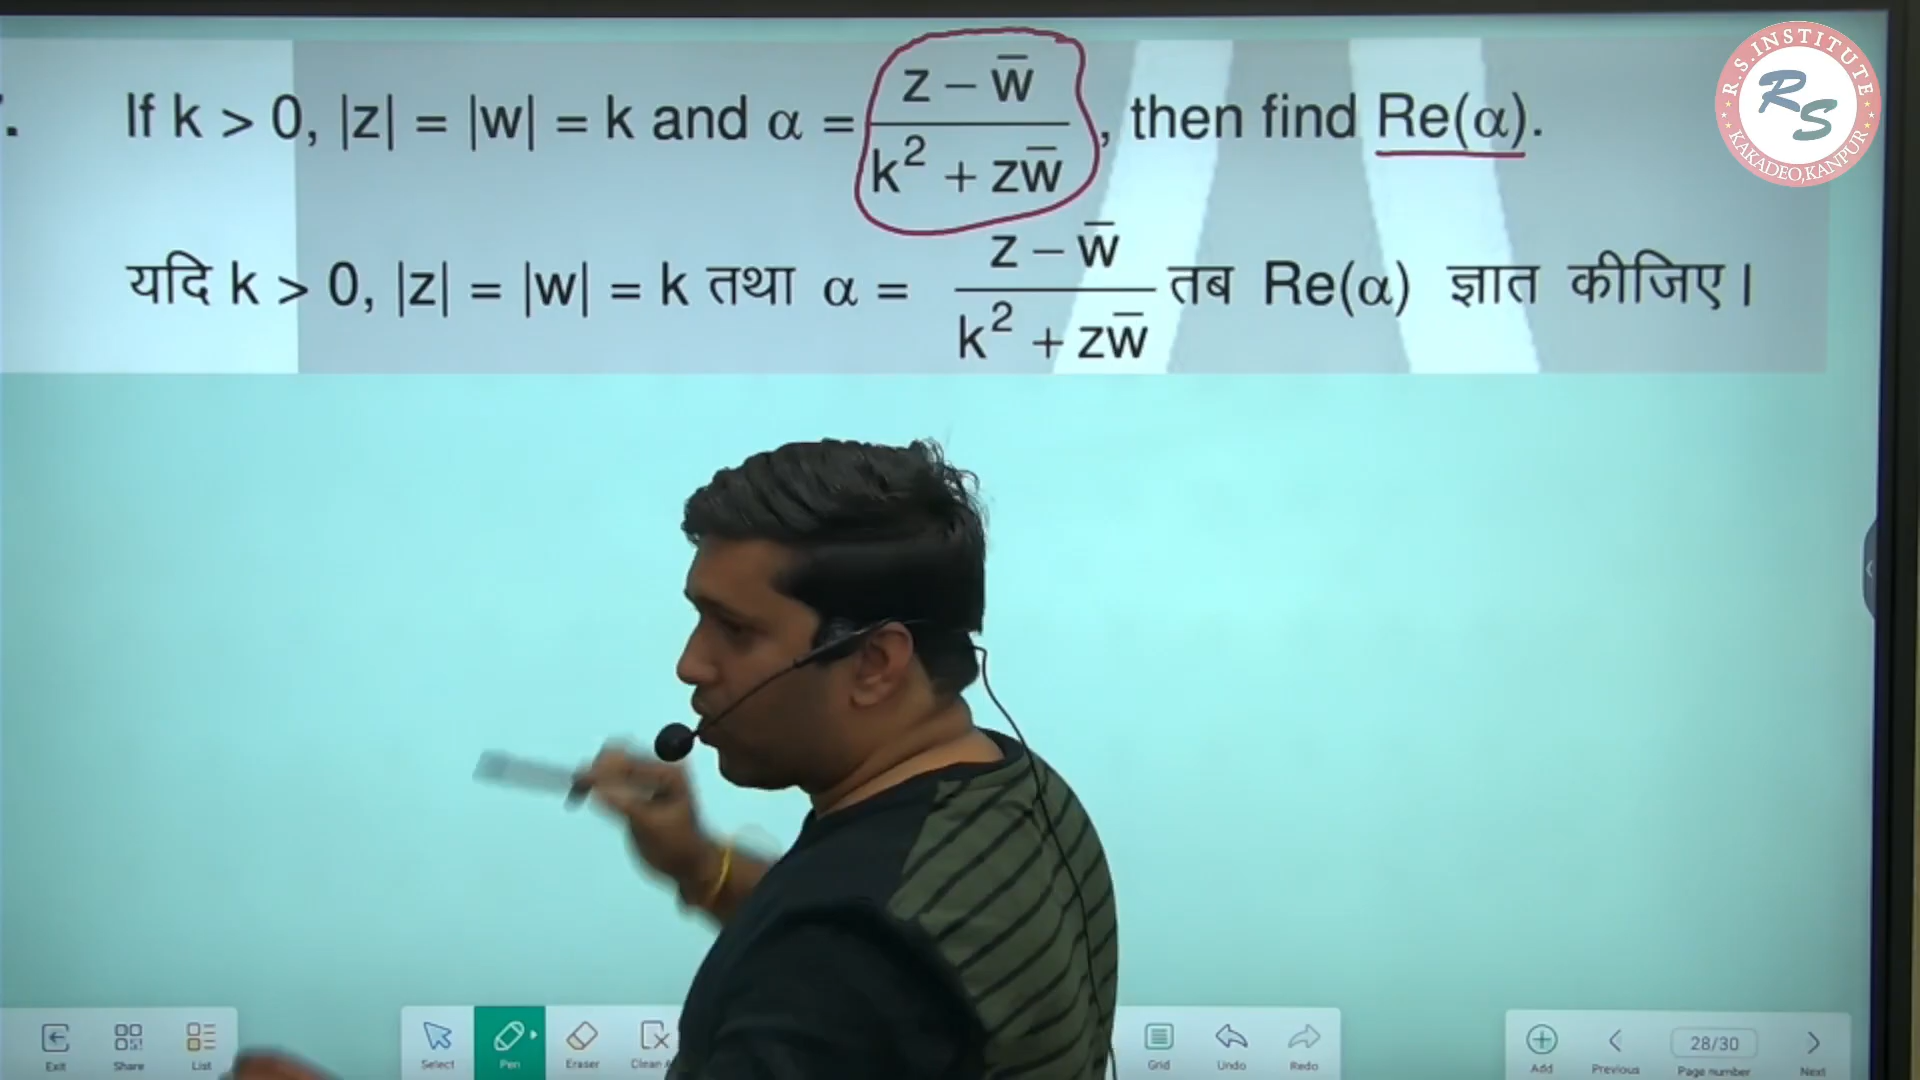 If k > 0, |z| = |w| = k and α = (z − w̄)/(k² + zw̄), then find Re(α).
यदि k > 0, |z| = |w| = k तथा α = (z − w̄)/(k² + zw̄) तब Re(α) ज्ञात कीजिए।
R.S.INSTITUTE
RS
KAKADEO,KANPUR
Exit Share List Select Pen Eraser Grid Undo Redo Add Previous 28/30 Page number Next